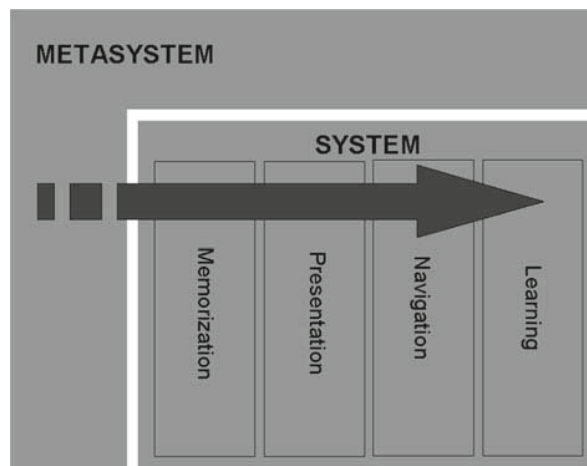 METASYSTEM
SYSTEM
Memorization
Presentation
Navigation
Learning